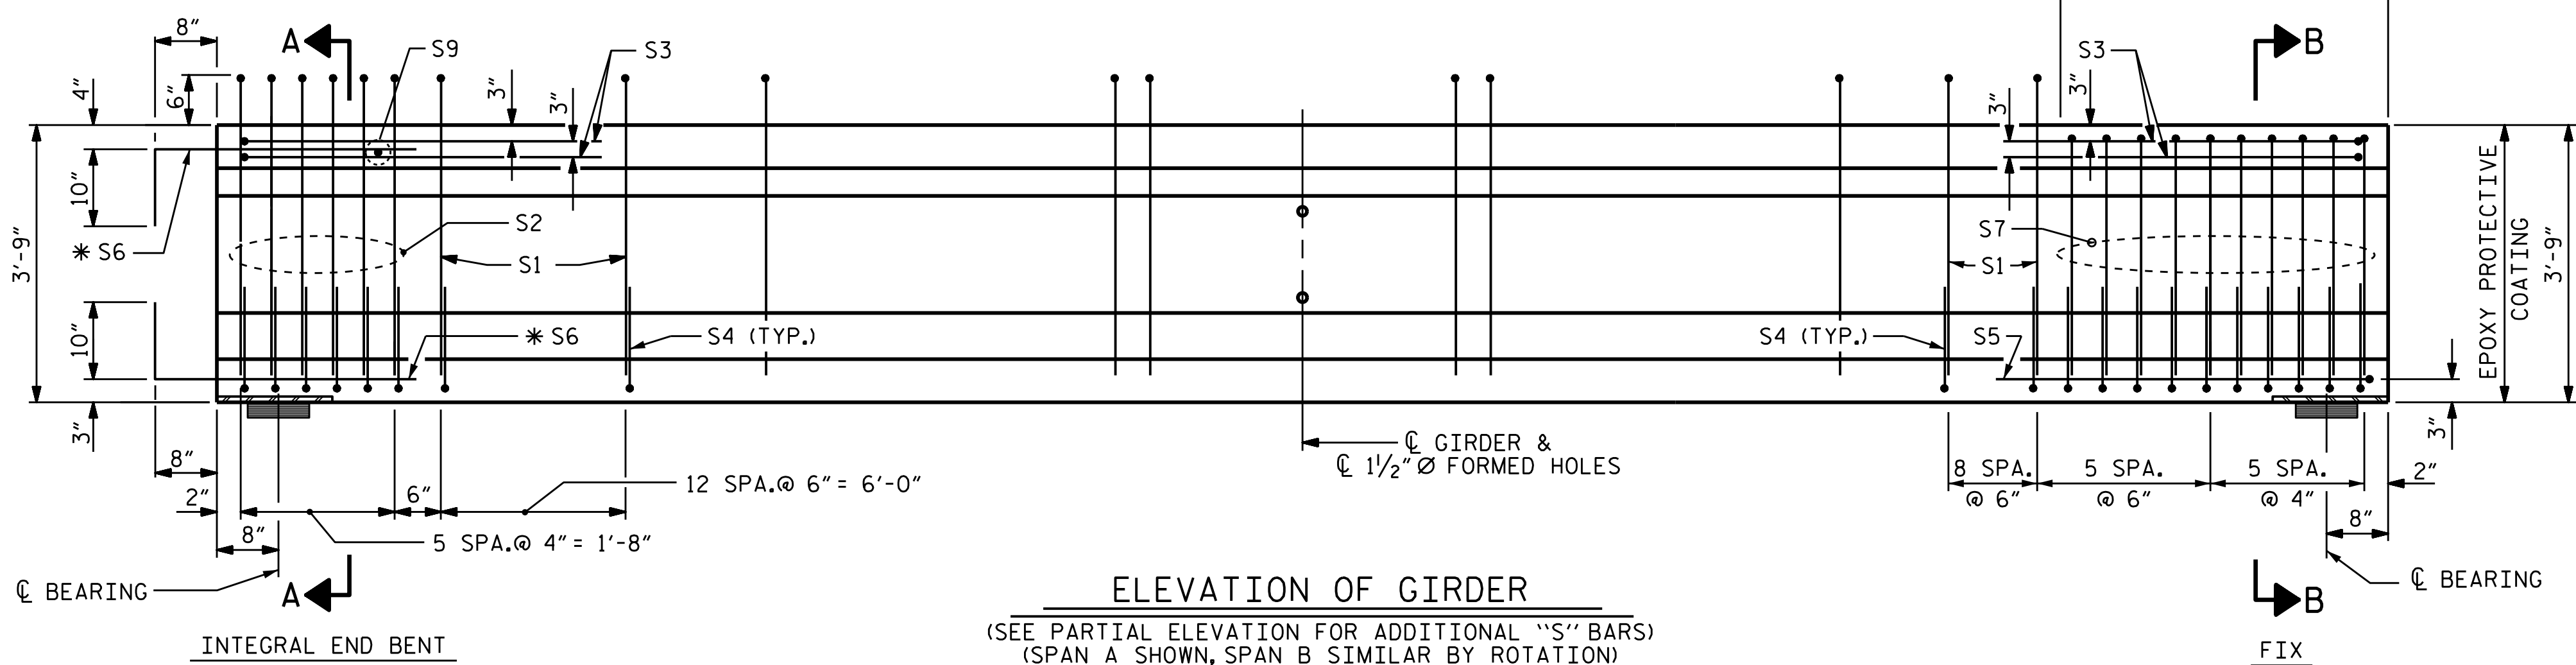 8"
A
S9
S3
S3
B
4"
6"
3"
3"
3"
3"
10"
* S6
3'-9"
S2
S1
S7
S1
EPOXY PROTECTIVE
COATING
3'-9"
10"
* S6
S4 (TYP.)
S4 (TYP.)
S5
3"
3"
8"
2"
6"
12 SPA.@ 6" = 6'-0"
8"
5 SPA.@ 4" = 1'-8"
℄ GIRDER &
℄ 1½" Ø FORMED HOLES
8 SPA.
@ 6"
5 SPA.
@ 6"
5 SPA.
@ 4"
2"
8"
℄ BEARING
A
B
℄ BEARING
ELEVATION OF GIRDER
(SEE PARTIAL ELEVATION FOR ADDITIONAL "S" BARS)
(SPAN A SHOWN, SPAN B SIMILAR BY ROTATION)
INTEGRAL END BENT
FIX